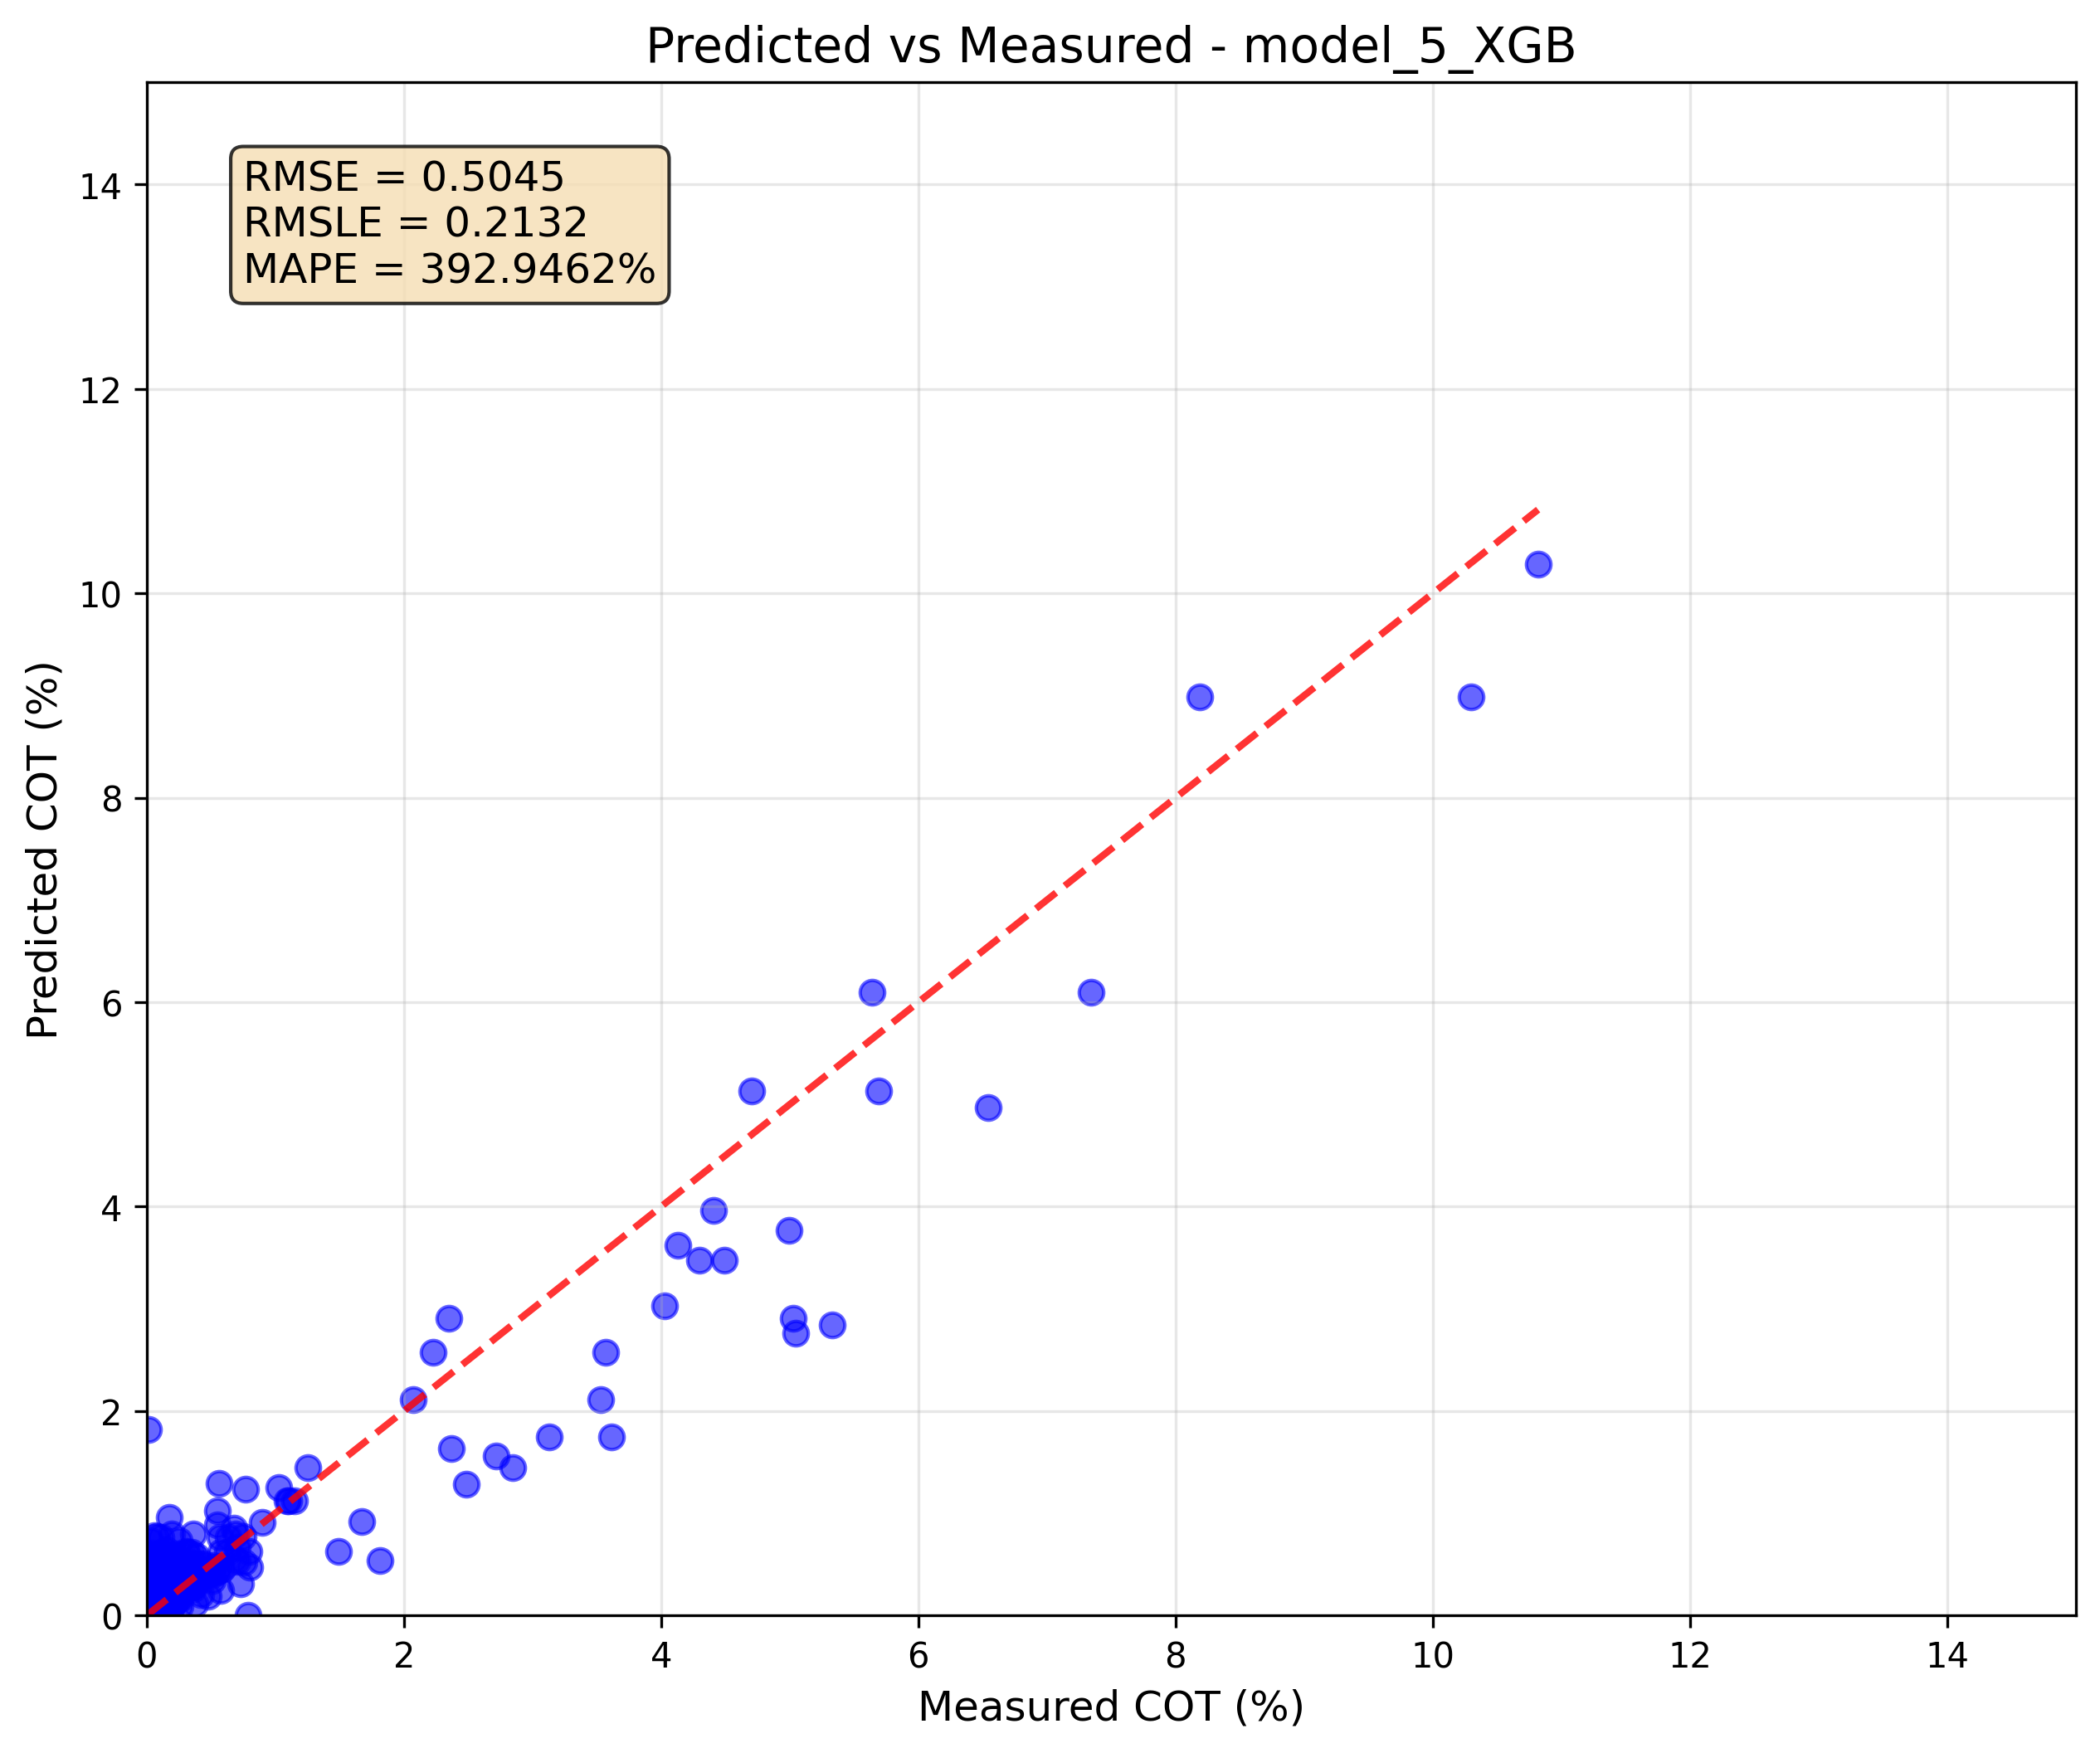 Predicted vs Measured - model_5_XGB
RMSE = 0.5045
RMSLE = 0.2132
MAPE = 392.9462%
Predicted COT (%)
14
12
10
8
6
4
2
0
0 2 4 6 8 10 12 14
Measured COT (%)